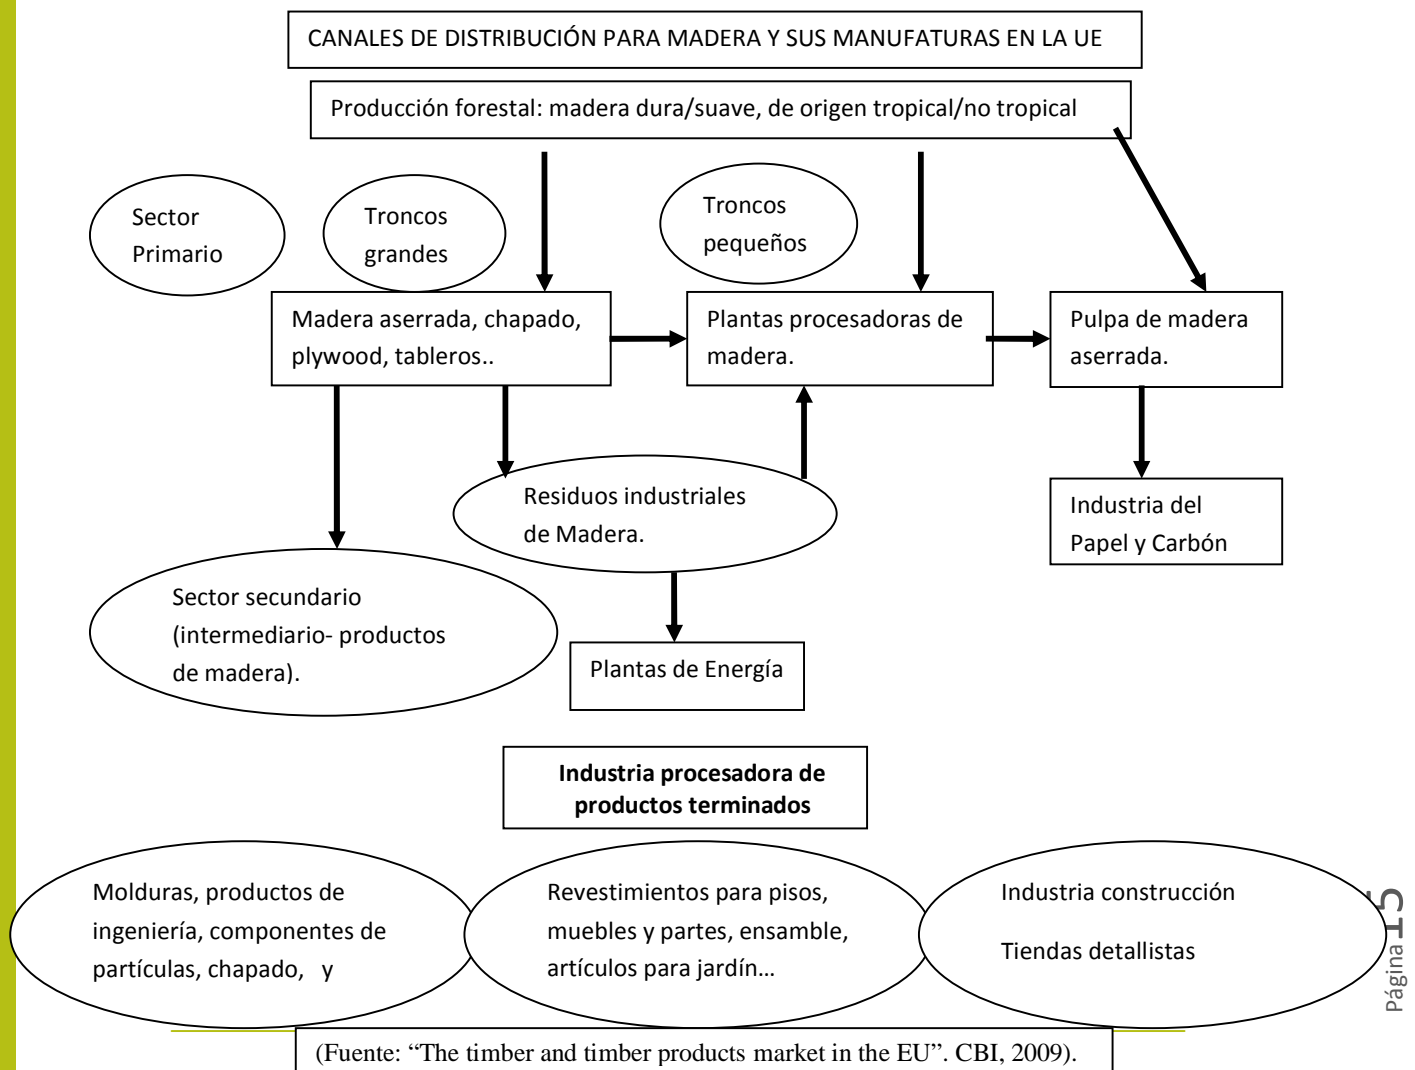 CANALES DE DISTRIBUCIÓN PARA MADERA Y SUS MANUFATURAS EN LA UE
Producción forestal: madera dura/suave, de origen tropical/no tropical
Sector
Primario
Troncos
grandes
Troncos
pequeños
Madera aserrada, chapado,
plywood, tableros..
Plantas procesadoras de
madera.
Pulpa de madera
aserrada.
Residuos industriales
de Madera.
Industria del
Papel y Carbón
Sector secundario
(intermediario- productos
de madera).
Plantas de Energía
Industria procesadora de
productos terminados
Molduras, productos de
ingeniería, componentes de
partículas, chapado, y
Revestimientos para pisos,
muebles y partes, ensamble,
artículos para jardín...
Industria construcción
Tiendas detallistas
Página 15
(Fuente: “The timber and timber products market in the EU”. CBI, 2009).